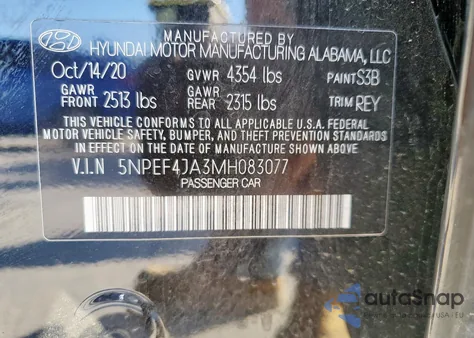 MANUFACTURED BY
HYUNDAI MOTOR MANUFACTURING ALABAMA, LLC
Oct/14/20 GVWR 4354 lbs PAINT S3B
GAWR FRONT 2513 lbs GAWR REAR 2315 lbs TRIM REY
THIS VEHICLE CONFORMS TO ALL APPLICABLE U.S.A FEDERAL
MOTOR VEHICLE SAFETY, BUMPER, AND THEFT PREVENTION STANDARDS
IN EFFECT ON THE DATE OF MANUFACTURE SHOWN ABOVE.
V.I.N 5NPEF4JA3MH083077
PASSENGER CAR
autoSnap